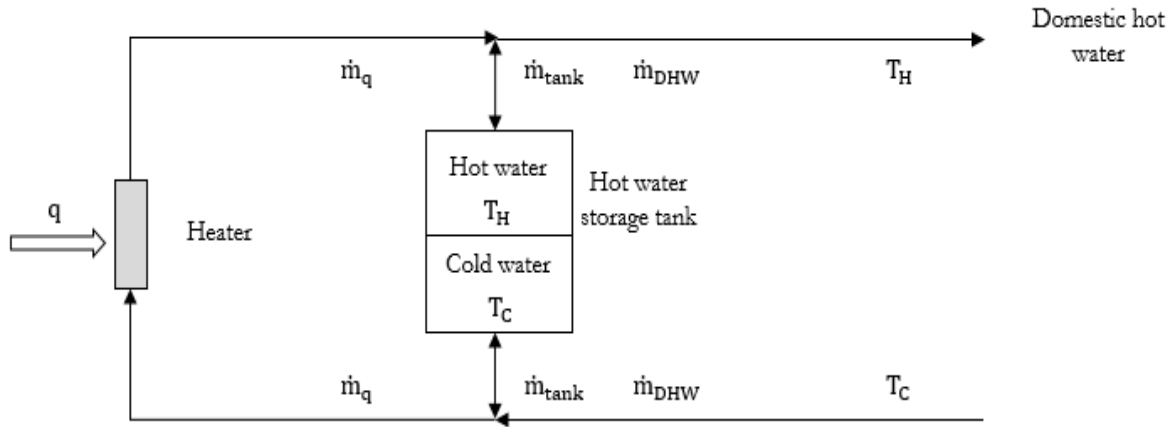 Domestic hot
water
ṁq
ṁtank
ṁDHW
TH
Hot water
TH
Hot water
storage tank
q
Heater
Cold water
TC
ṁq
ṁtank
ṁDHW
TC